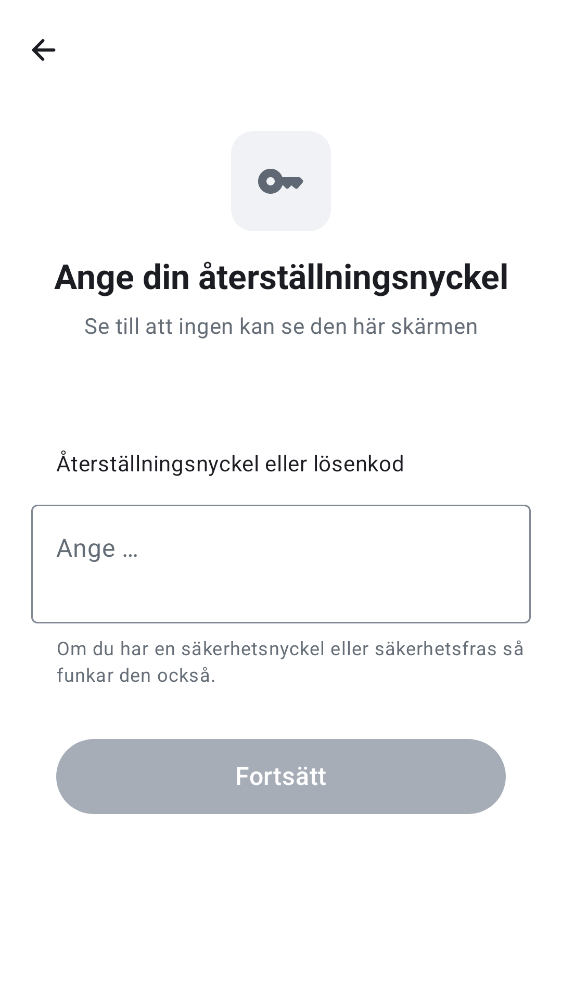 Ange din återställningsnyckel
Se till att ingen kan se den här skärmen
Återställningsnyckel eller lösenkod
Ange …
Om du har en säkerhetsnyckel eller säkerhetsfras så
funkar den också.
Fortsätt